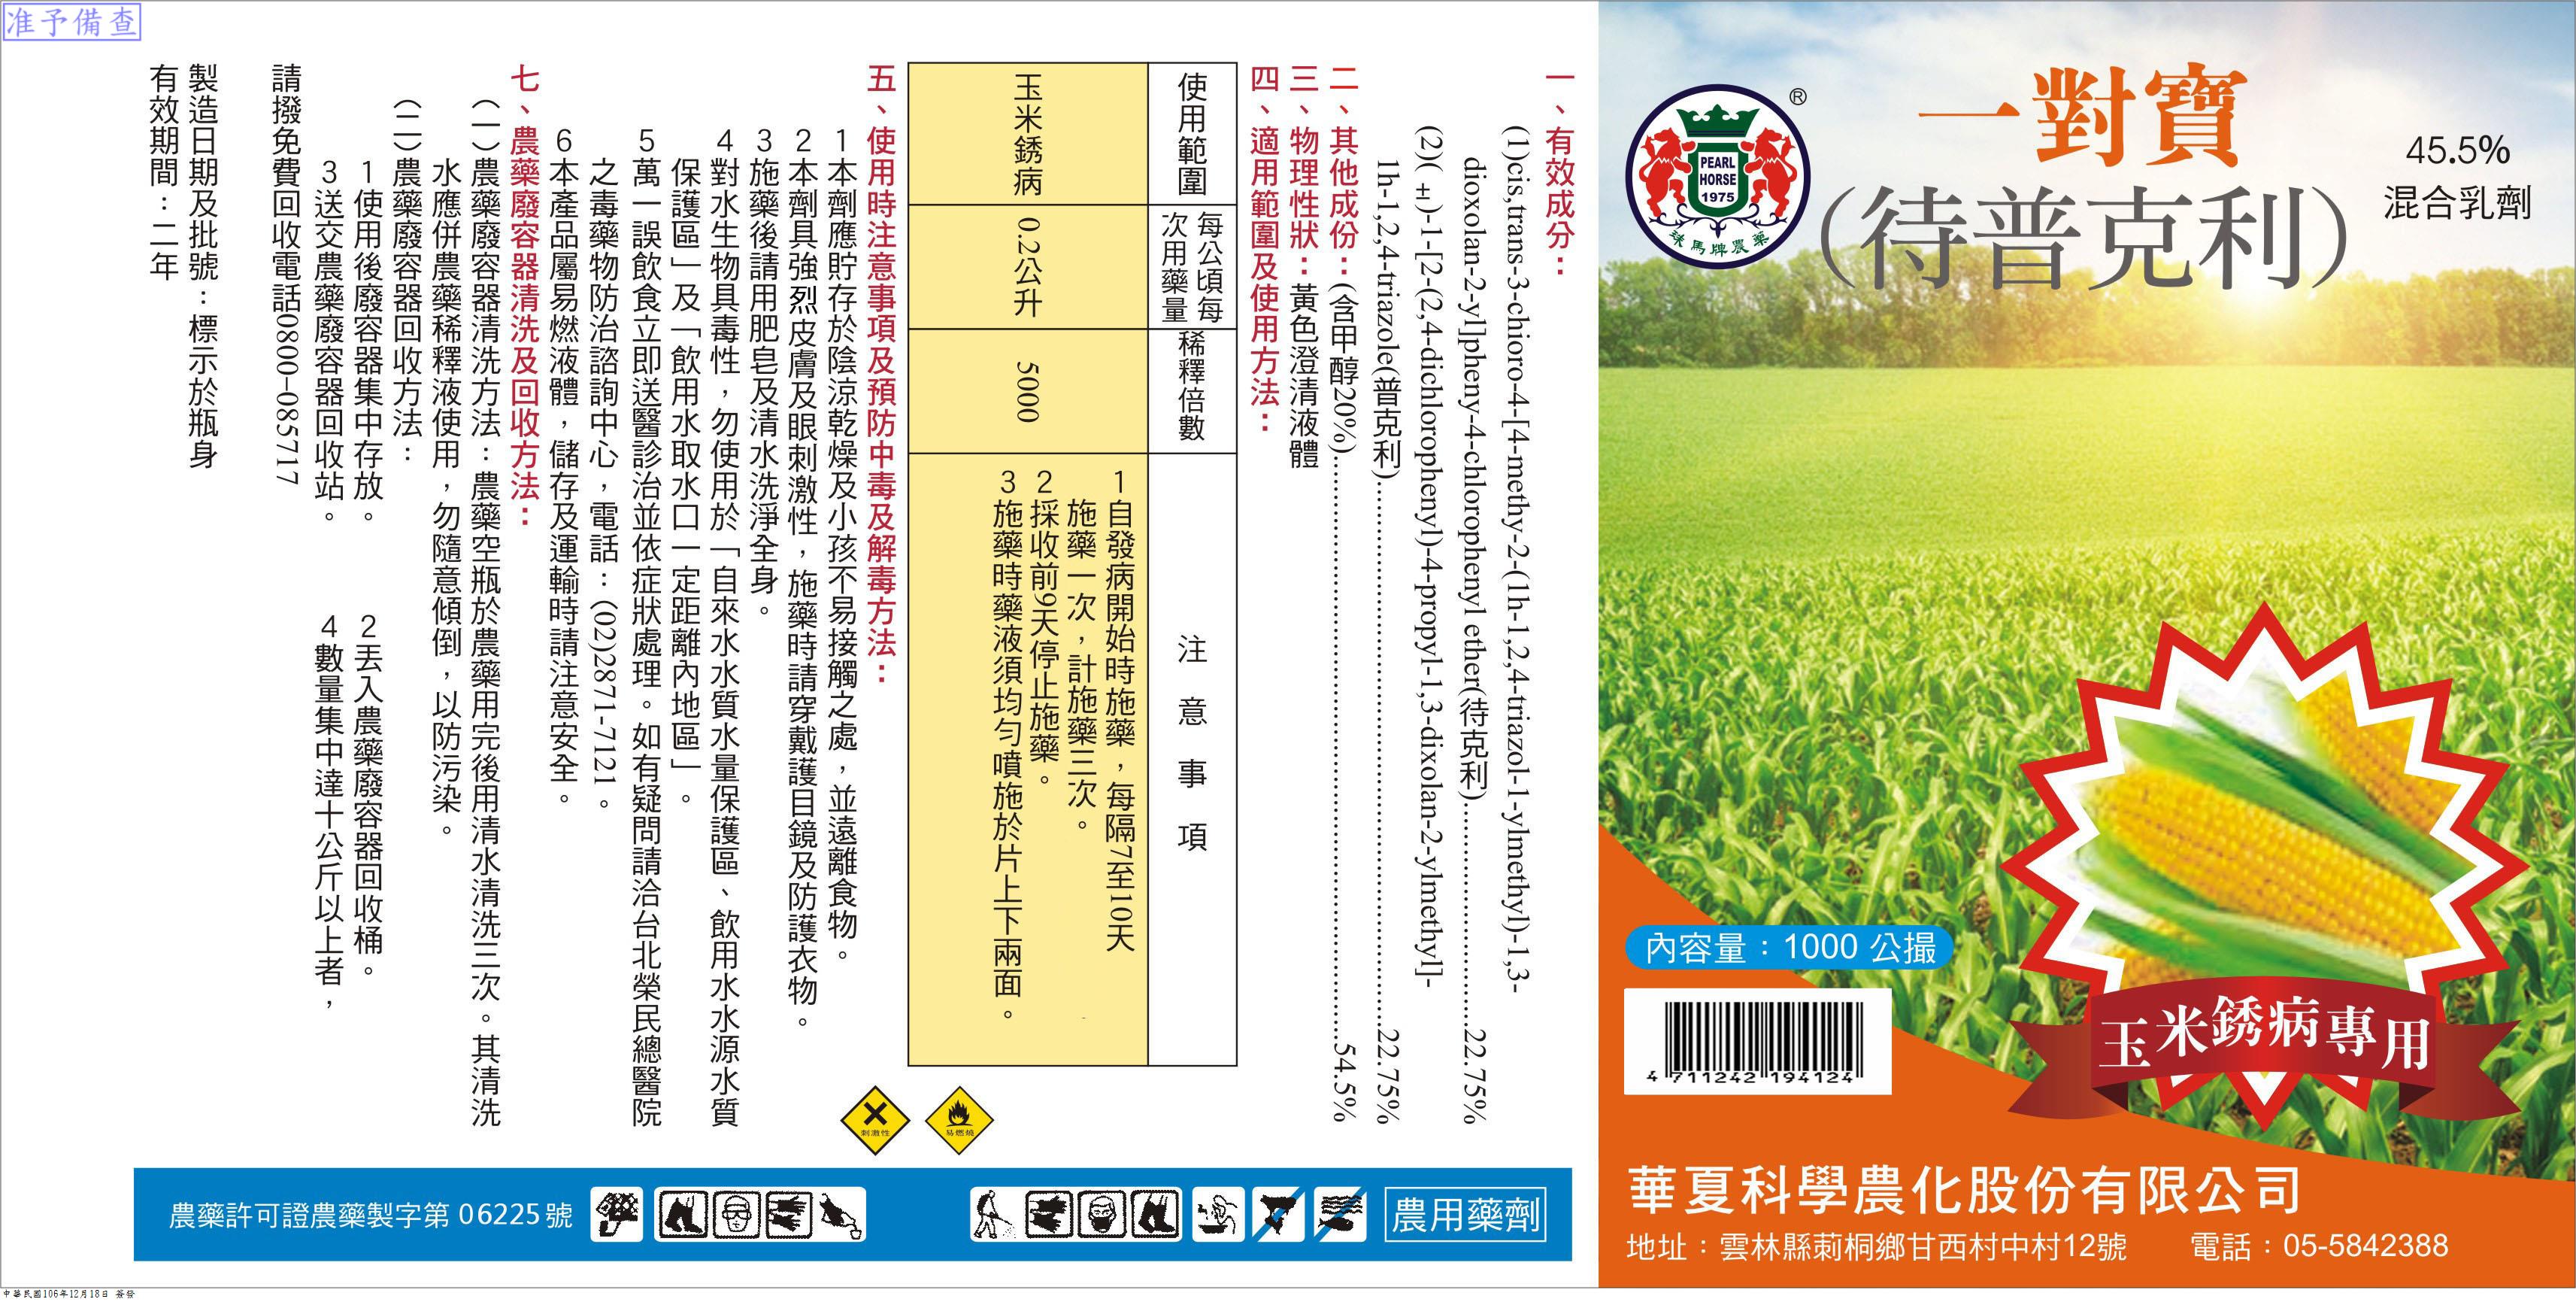 准予備查
一對寶
(待普克利)
45.5%
混合乳劑
®
PEARL
HORSE
1975
珠馬牌農藥
內容量：1000 公撮
4 711242 194124
玉米銹病專用
華夏科學農化股份有限公司
地址：雲林縣莿桐鄉甘西村中村12號 電話：05-5842388
一、有效成分：
(1)cis,trans-3-chioro-4-[4-methy-2-(1h-1,2,4-triazol-1-ylmethyl)-1,3-
dioxolan-2-yl]pheny-4-chlorophenyl ether(待克利)...........................22.75%
(2)( ±)-1-[2-(2,4-dichlorophenyl)-4-propyl-1,3-dixolan-2-ylmethyl]-
1h-1,2,4-triazole(普克利)...........................22.75%
二、其他成份：(含甲醇20%)...........................54.5%
三、物理性狀：黃色澄清液體
四、適用範圍及使用方法：
使用範圍
每公頃每
次用藥量
稀釋倍數
注意事項
玉米銹病
0.2公升
5000
1自發病開始時施藥，每隔7至10天
施藥一次，計施藥三次。
2採收前9天停止施藥。
3施藥時藥液須均勻噴施於片上下兩面。
五、使用時注意事項及預防中毒及解毒方法：
1本劑應貯存於陰涼乾燥及小孩不易接觸之處，並遠離食物。
2本劑具強烈皮膚及眼刺激性，施藥時請穿戴護目鏡及防護衣物。
3施藥後請用肥皂及清水洗淨全身。
4對水生物具毒性，勿使用於「自來水水質水量保護區、飲用水水源水質
保護區」及「飲用水取水口一定距離內地區」。
5萬一誤飲食立即送醫診治並依症狀處理。如有疑問請洽台北榮民總醫院
之毒藥物防治諮詢中心，電話：(02)2871-7121。
6本產品屬易燃液體，儲存及運輸時請注意安全。
七、農藥廢容器清洗及回收方法：
(一)農藥廢容器清洗方法：農藥空瓶於農藥用完後用清水清洗三次。其清洗
水應併農藥稀釋液使用，勿隨意傾倒，以防污染。
(二)農藥廢容器回收方法：
1使用後廢容器集中存放。 2丟入農藥廢容器回收桶。
3送交農藥廢容器回收站。 4數量集中達十公斤以上者，
請撥免費回收電話0800-085717
製造日期及批號：標示於瓶身
有效期間：二年
刺激性
易燃燒
農藥許可證農藥製字第 06225號
農用藥劑
中華民國106年12月18日 簽發